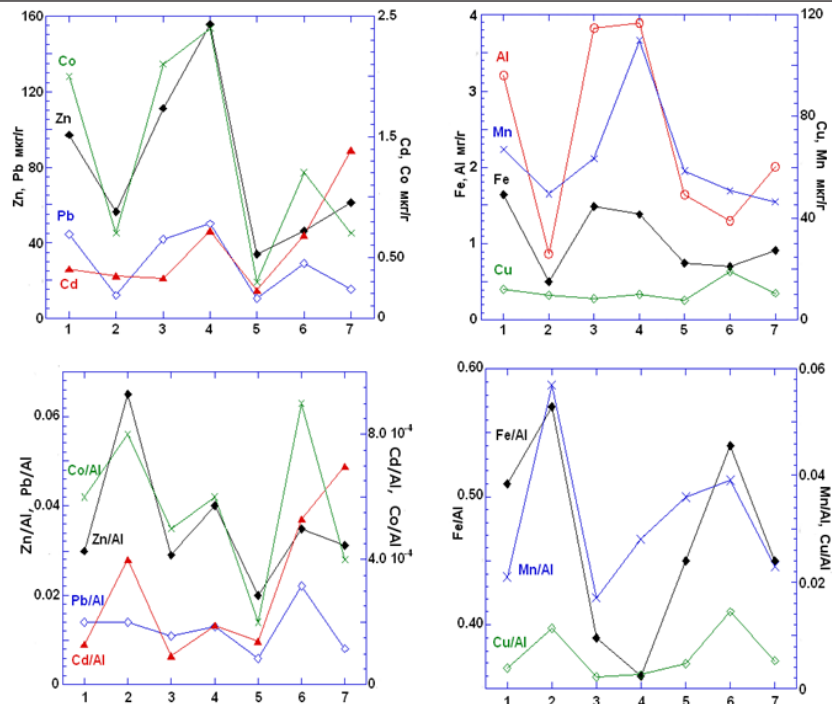 160
120
80
40
0
Zn, Pb мкг/г
2.5
1,5
0.50
0
Cd, Co мкг/г
Co
Zn
Pb
Cd
1 2 3 4 5 6 7
4
3
2
1
0
Fe, Al мг/г
120
80
40
0
Cu, Mn мкг/г
Al
Mn
Fe
Cu
1 2 3 4 5 6 7
0.06
0.04
0.02
0
Zn/Al, Pb/Al
8.0 10⁻⁴
4.0 10⁻⁴
0
Cd/Al, Co/Al
Co/Al
Zn/Al
Pb/Al
Cd/Al
1 2 3 4 5 6 7
0.60
0.50
0.40
Fe/Al
0.06
0.04
0.02
0
Mn/Al, Cu/Al
Fe/Al
Mn/Al
Cu/Al
1 2 3 4 5 6 7